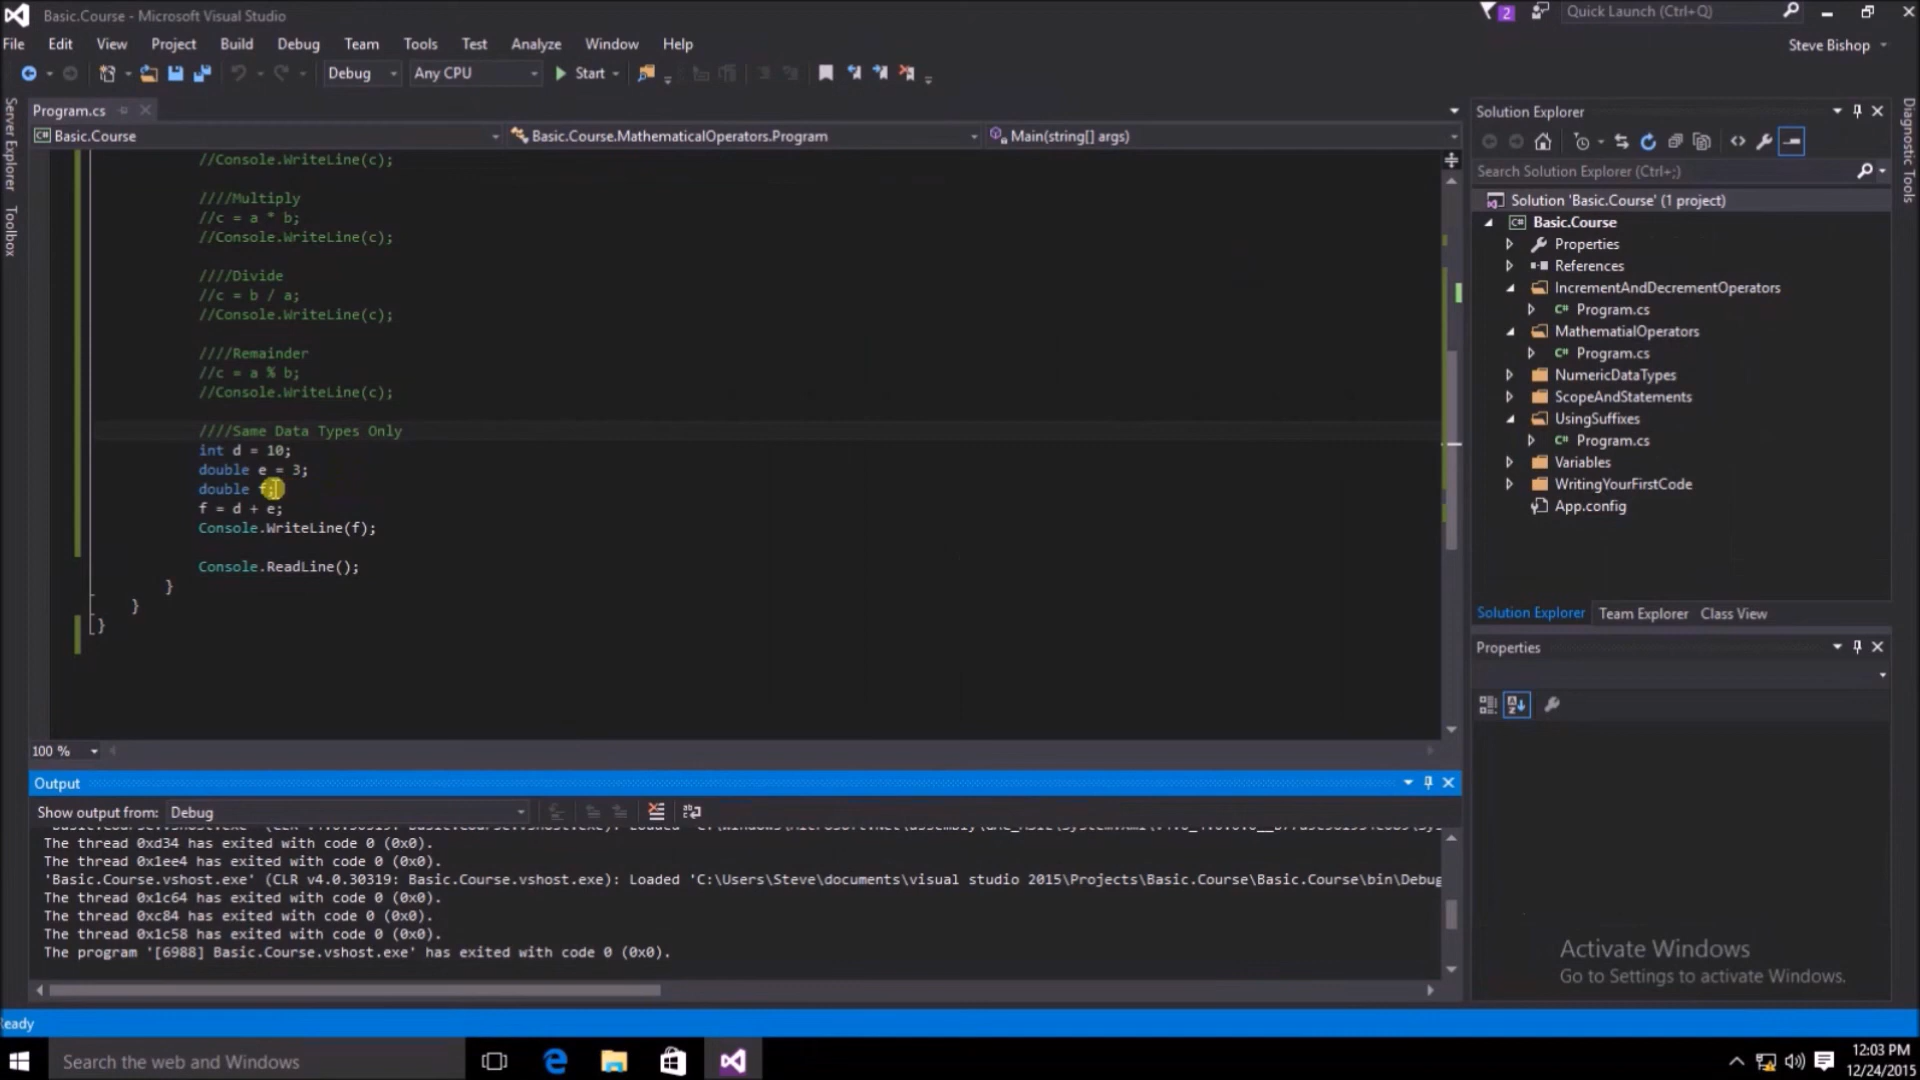 Basic.Course - Microsoft Visual Studio
2
Quick Launch (Ctrl+Q)
File Edit View Project Build Debug Team Tools Test Analyze Window Help
Steve Bishop
Debug Any CPU Start
Server Explorer
Toolbox
Program.cs
Basic.Course Basic.Course.MathematicalOperators.Program Main(string[] args)
//Console.WriteLine(c);
////Multiply
//c = a * b;
//Console.WriteLine(c);
////Divide
//c = b / a;
//Console.WriteLine(c);
////Remainder
//c = a % b;
//Console.WriteLine(c);
////Same Data Types Only
int d = 10;
double e = 3;
double f;
f = d + e;
Console.WriteLine(f);
Console.ReadLine();
}
}
}
100 %
Output
Show output from: Debug
The thread 0xd34 has exited with code 0 (0x0).
The thread 0x1ee4 has exited with code 0 (0x0).
'Basic.Course.vshost.exe' (CLR v4.0.30319: Basic.Course.vshost.exe): Loaded 'C:\Users\Steve\documents\visual studio 2015\Projects\Basic.Course\Basic.Course\bin\Debug
The thread 0x1c64 has exited with code 0 (0x0).
The thread 0xc84 has exited with code 0 (0x0).
The thread 0x1c58 has exited with code 0 (0x0).
The program '[6988] Basic.Course.vshost.exe' has exited with code 0 (0x0).
Solution Explorer
Search Solution Explorer (Ctrl+;)
Solution 'Basic.Course' (1 project)
C# Basic.Course
Properties
References
IncrementAndDecrementOperators
C# Program.cs
MathematialOperators
C# Program.cs
NumericDataTypes
ScopeAndStatements
UsingSuffixes
C# Program.cs
Variables
WritingYourFirstCode
App.config
Solution Explorer Team Explorer Class View
Properties
Activate Windows
Go to Settings to activate Windows.
Diagnostic Tools
Ready
Search the web and Windows
12:03 PM
12/24/2015